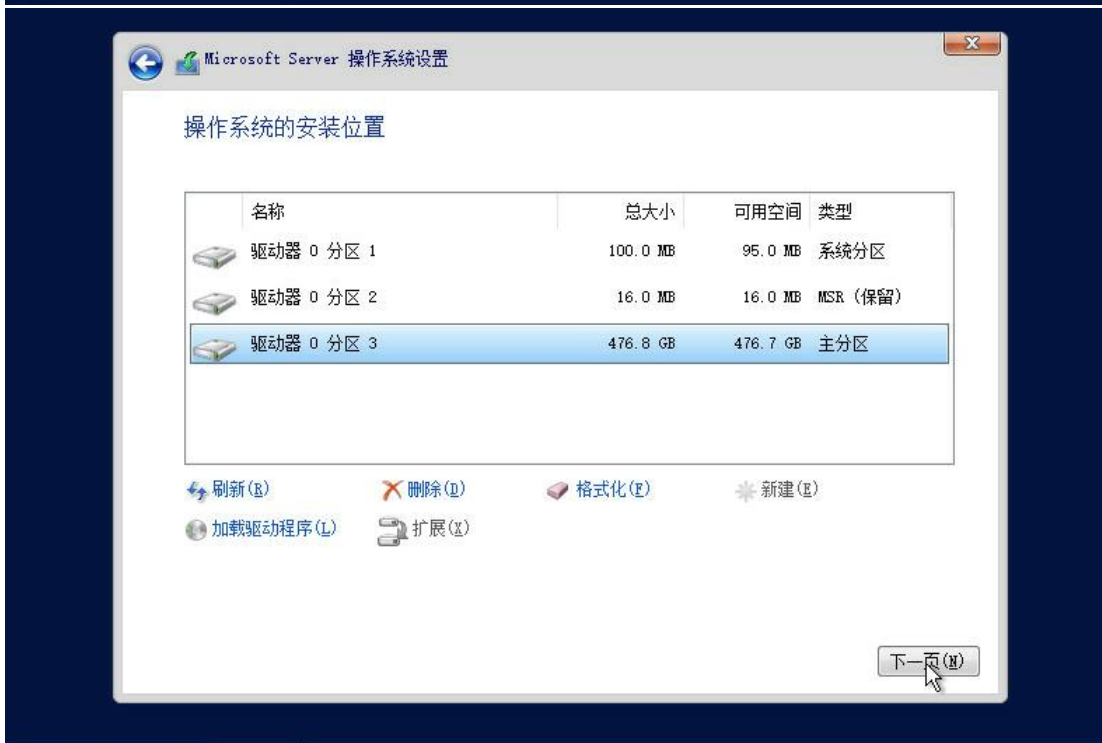 Microsoft Server 操作系统设置
操作系统的安装位置
名称 总大小 可用空间 类型
驱动器 0 分区 1 100.0 MB 95.0 MB 系统分区
驱动器 0 分区 2 16.0 MB 16.0 MB MSR (保留)
驱动器 0 分区 3 476.8 GB 476.7 GB 主分区
刷新(R) 删除(D) 格式化(F) 新建(E)
加载驱动程序(L) 扩展(X)
下一页(N)